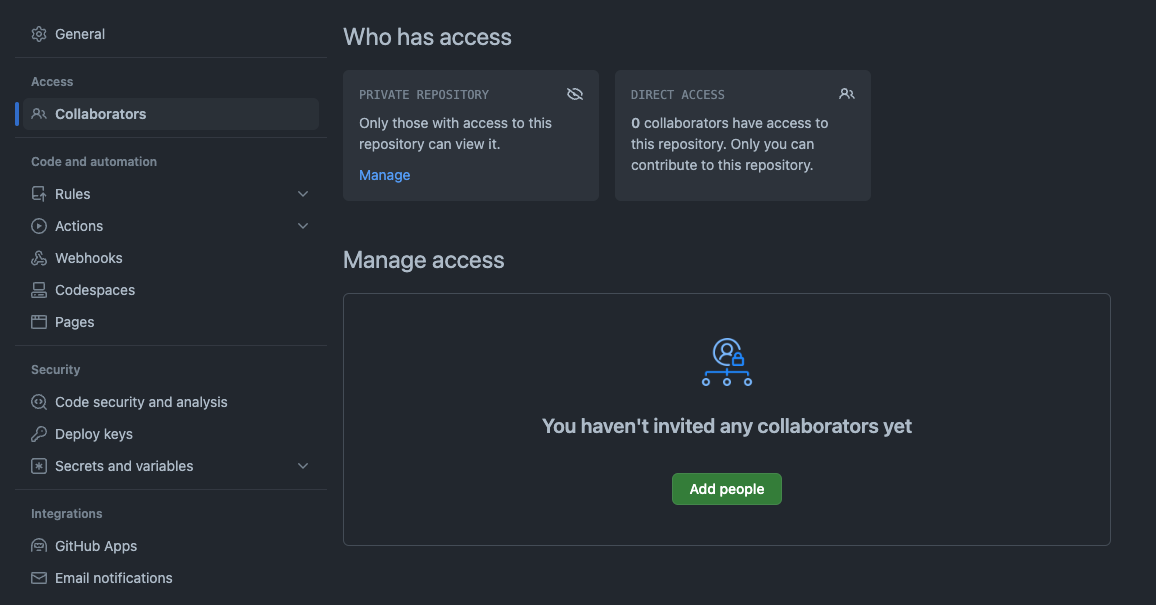 General
Access
Collaborators
Code and automation
Rules
Actions
Webhooks
Codespaces
Pages
Security
Code security and analysis
Deploy keys
Secrets and variables
Integrations
GitHub Apps
Email notifications
Who has access
PRIVATE REPOSITORY
Only those with access to this
repository can view it.
Manage
DIRECT ACCESS
0 collaborators have access to
this repository. Only you can
contribute to this repository.
Manage access
You haven't invited any collaborators yet
Add people